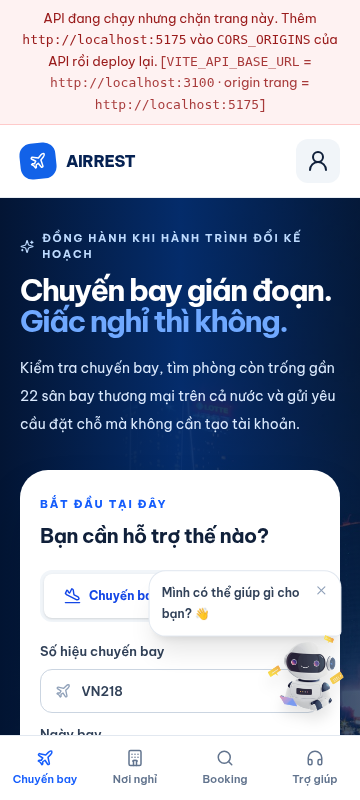 API đang chạy nhưng chặn trang này. Thêm
http://localhost:5175 vào CORS_ORIGINS của
API rồi deploy lại. [VITE_API_BASE_URL =
http://localhost:3100 · origin trang =
http://localhost:5175]
AIRREST
ĐỒNG HÀNH KHI HÀNH TRÌNH ĐỔI KẾ
HOẠCH
Chuyến bay gián đoạn.
Giấc nghỉ thì không.
Kiểm tra chuyến bay, tìm phòng còn trống gần
22 sân bay thương mại trên cả nước và gửi yêu
cầu đặt chỗ mà không cần tạo tài khoản.
BẮT ĐẦU TẠI ĐÂY
Bạn cần hỗ trợ thế nào?
Chuyến
Mình có thể giúp gì cho
bạn? 👋
Số hiệu chuyến bay
VN218
Ngày bay
Chuyến bay
Nơi nghỉ
Booking
Trợ giúp